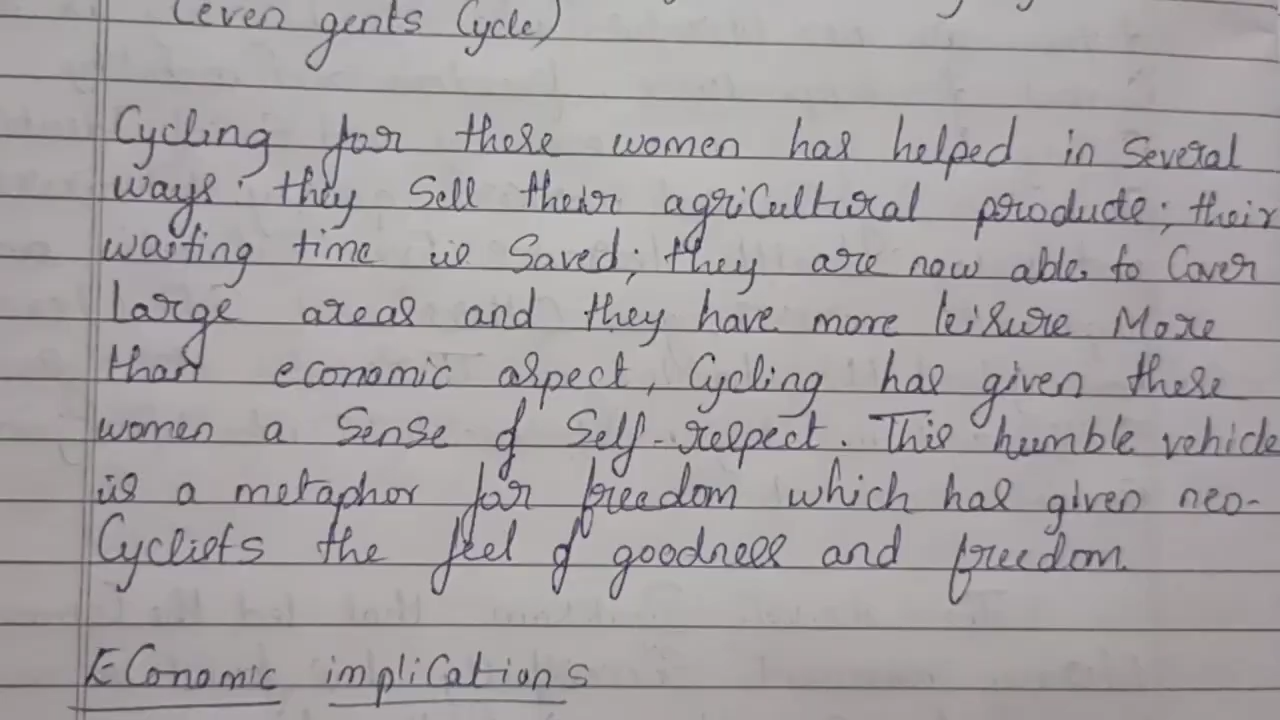 (even gents Cycle)
Cycling for these women has helped in Several
ways: they Sell their agricultural products; their
waiting time is Saved; they are now able to Cover
Large areas and they have more leisure More
than economic aspect, Cycling has given these
women a Sense of Self-respect. This humble vehicle
is a metaphor for freedom which has given neo-
Cyclists the feel of goodness and freedom.
Economic implications